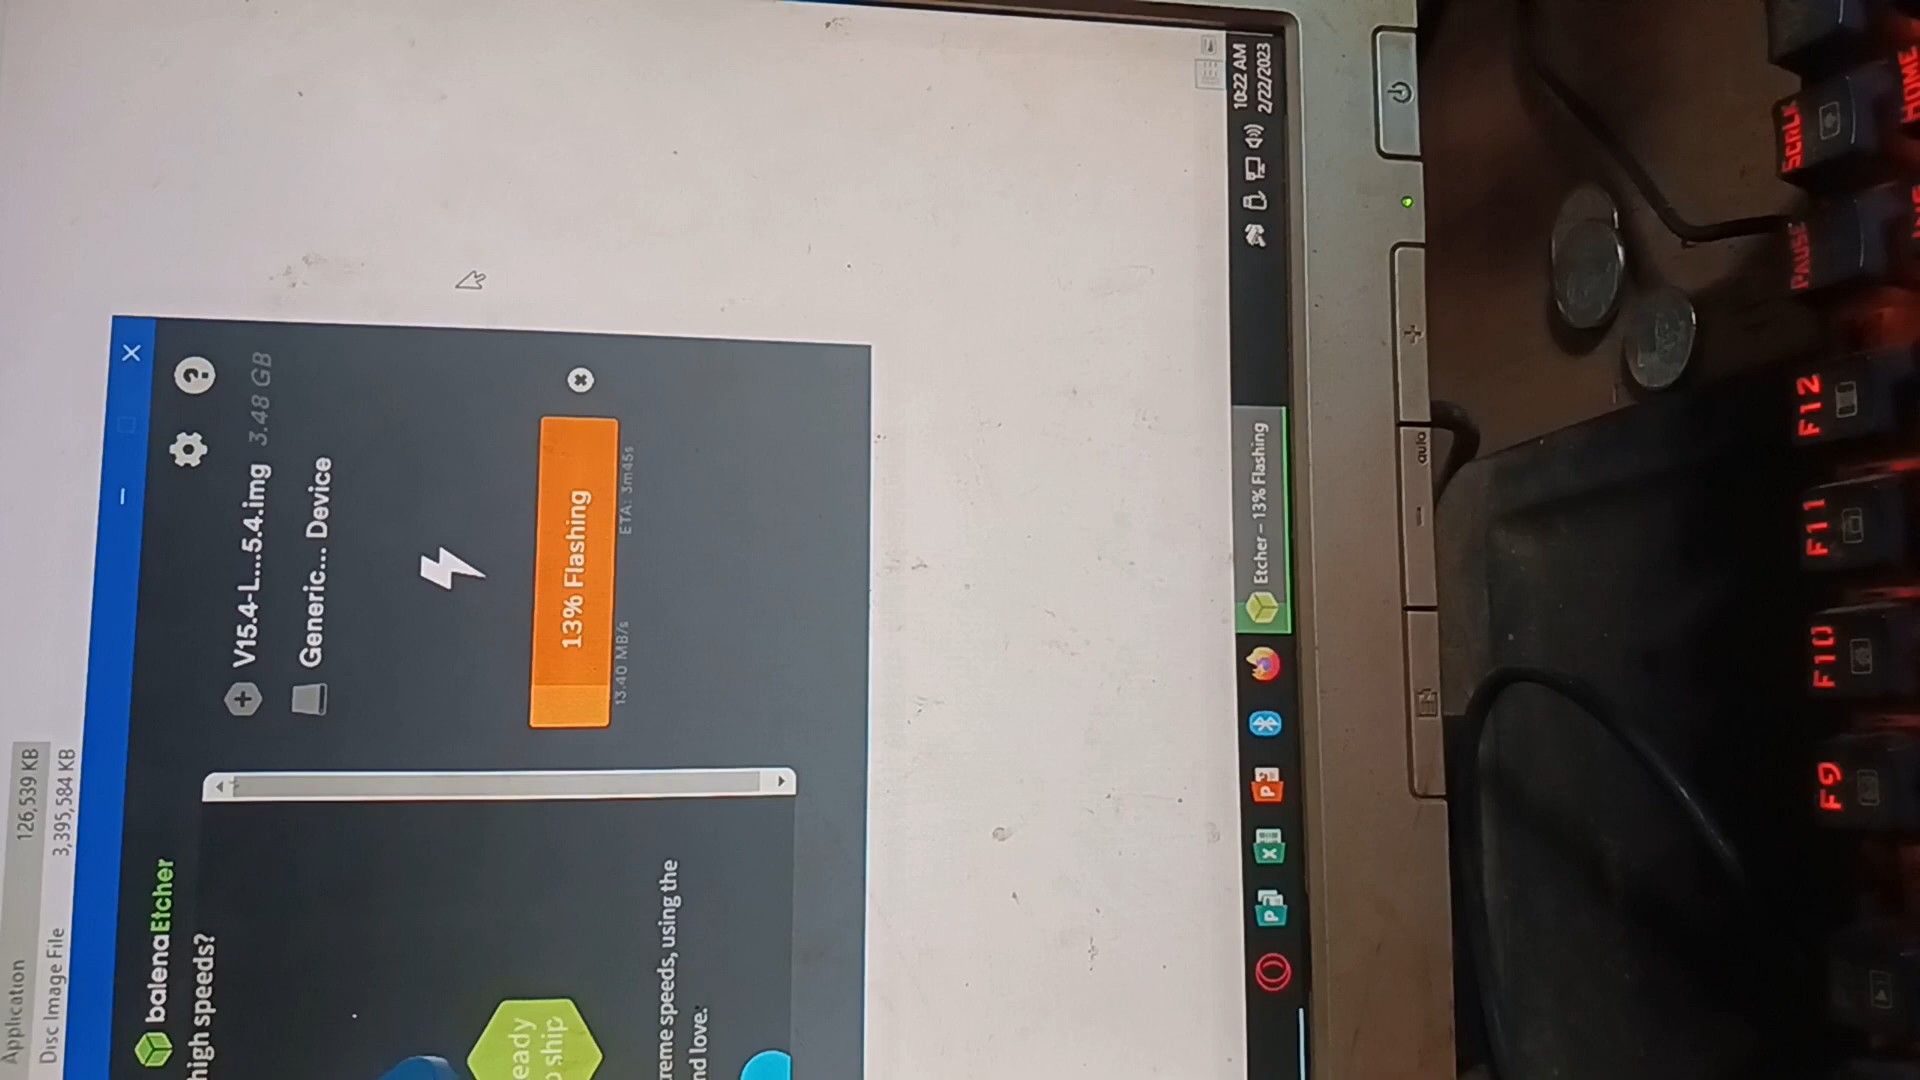 Application 126,539 KB
Disc Image File 3,395,584 KB
balenaEtcher
high speeds?
eady
o ship
treme speeds, using the
nd love.
V15.4-L...5.4.img 3.48 GB
Generic... Device
13% Flashing
13.40 MB/s ETA: 3m45s
Etcher – 13% Flashing
10:22 AM
2/22/2023
auto
F9
F10
F11
F12
PAUSE
SCRLK
HOME